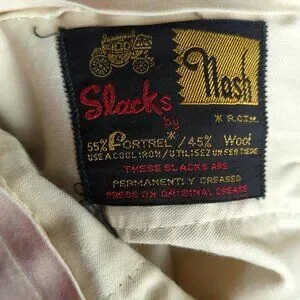 Nash
Slacks
by
* R.C.I.M.
55% FORTREL* / 45% Wool
USE A COOL IRON / UTILISEZ UN FER TIEDE
THESE SLACKS ARE
PERMANENTLY CREASED
PRESS ON ORIGINAL CREASE